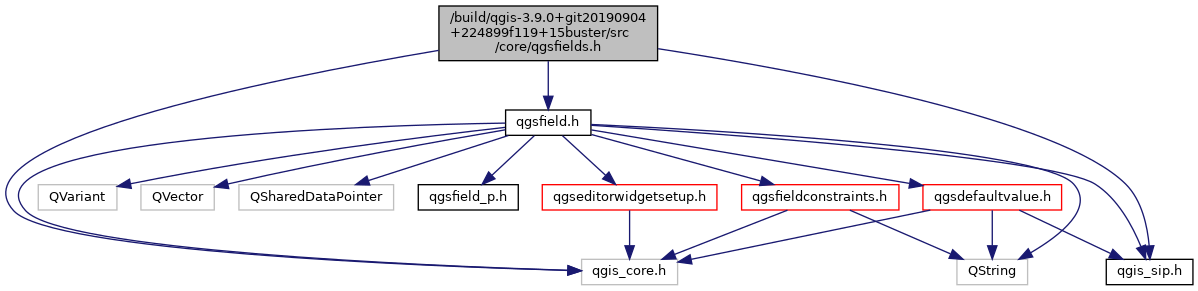 /build/qgis-3.9.0+git20190904
+224899f119+15buster/src
/core/qgsfields.h
qgsfield.h
QVariant
QVector
QSharedDataPointer
qgsfield_p.h
qgseditorwidgetsetup.h
qgsfieldconstraints.h
qgsdefaultvalue.h
qgis_core.h
QString
qgis_sip.h